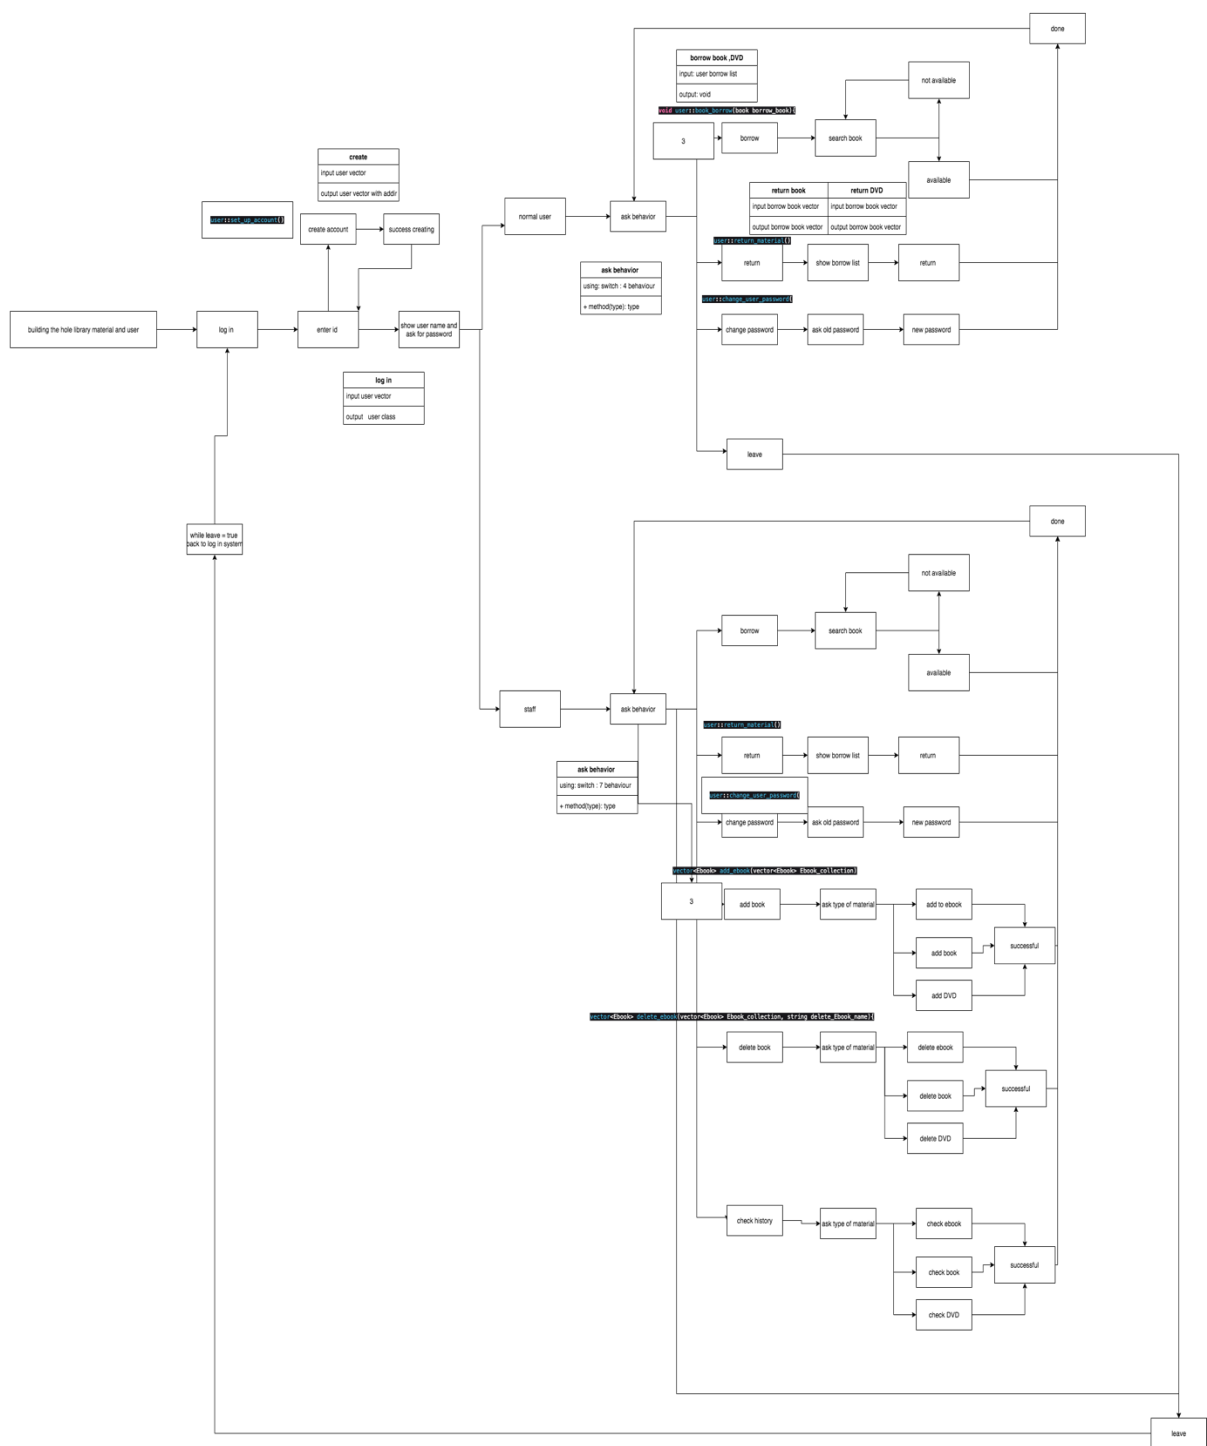 done
borrow book ,DVD
input: user borrow list
output: void
not available
void user::book_borrow(book borrow_book){
3
borrow
search book
available
create
input user vector
output user vector with addir
user::set_up_account()
create account
success creating
normal user
ask behavior
return book
return DVD
input borrow book vector
input borrow book vector
output borrow book vector
output borrow book vector
user::return_material()
return
show borrow list
return
ask behavior
using: switch : 4 behaviour
+ method(type): type
user::change_user_password(
change password
ask old password
new password
building the hole library material and user
log in
enter id
show user name and
ask for password
log in
input user vector
output user class
leave
while leave = true
back to log in system
done
not available
borrow
search book
available
staff
ask behavior
user::return_material()
return
show borrow list
return
ask behavior
using: switch : 7 behaviour
+ method(type): type
user::change_user_password(
change password
ask old password
new password
vector<Ebook> add_ebook(vector<Ebook> Ebook_collection)
3
add book
ask type of material
add to ebook
add book
add DVD
successful
vector<Ebook> delete_ebook(vector<Ebook> Ebook_collection, string delete_Ebook_name){
delete book
ask type of material
delete ebook
delete book
delete DVD
successful
check history
ask type of material
check ebook
check book
check DVD
successful
leave